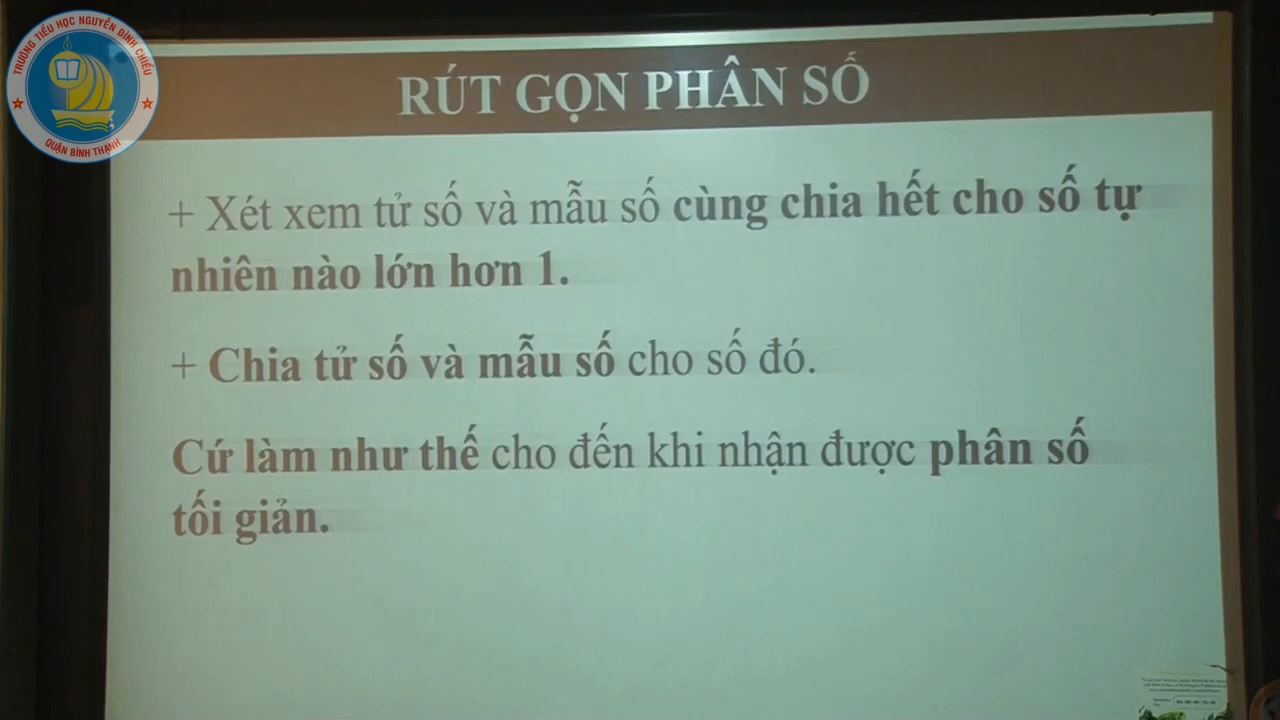 TRƯỜNG TIỂU HỌC NGUYỄN ĐÌNH CHIỂU
QUẬN BÌNH THẠNH
RÚT GỌN PHÂN SỐ
+ Xét xem tử số và mẫu số cùng chia hết cho số tự
nhiên nào lớn hơn 1.
+ Chia tử số và mẫu số cho số đó.
Cứ làm như thế cho đến khi nhận được phân số
tối giản.